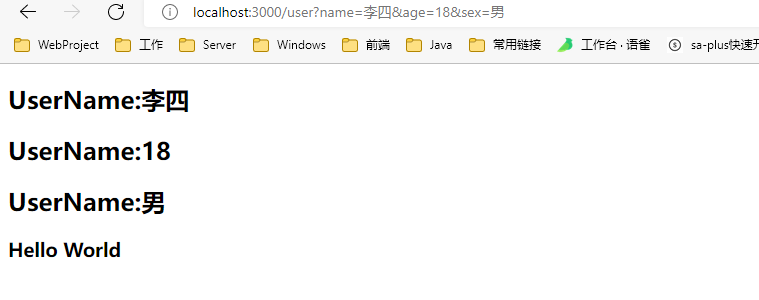 localhost:3000/user?name=李四&age=18&sex=男
WebProject 工作 Server Windows 前端 Java 常用链接 工作台 · 语雀 sa-plus快速开
UserName:李四
UserName:18
UserName:男
Hello World